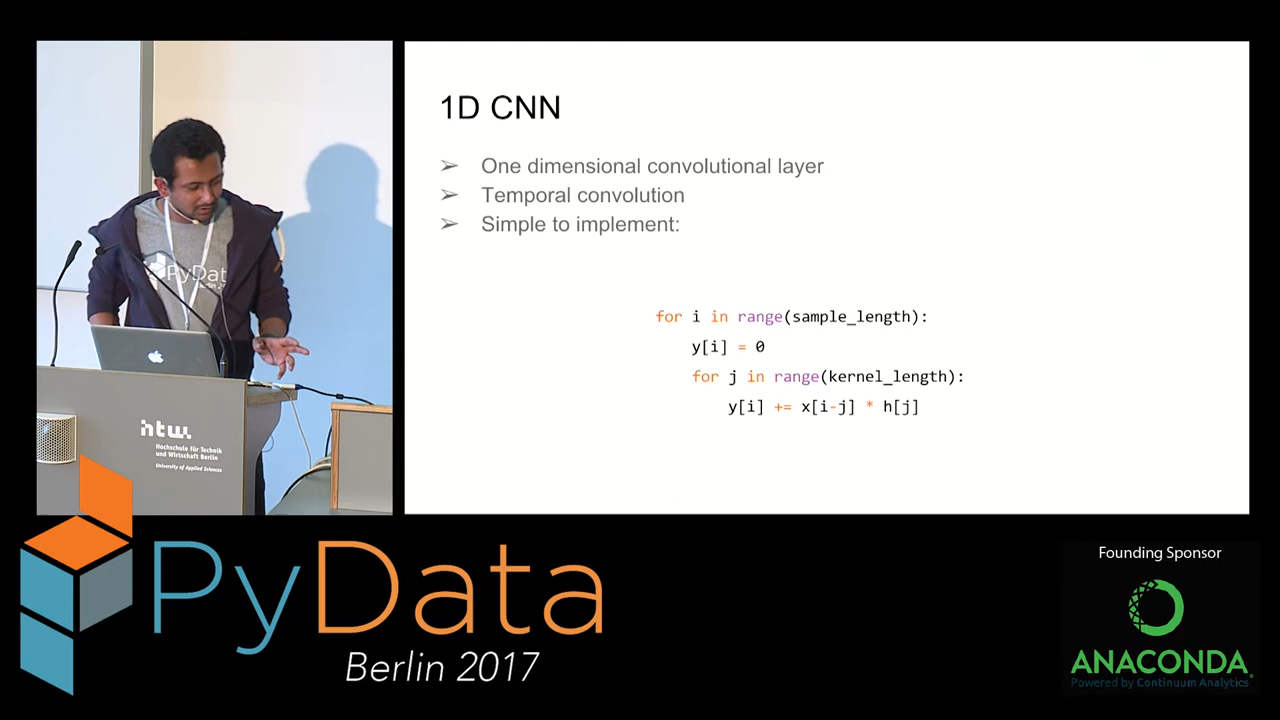 1D CNN
➢ One dimensional convolutional layer
➢ Temporal convolution
➢ Simple to implement:
for i in range(sample_length):
y[i] = 0
for j in range(kernel_length):
y[i] += x[i-j] * h[j]
PyData
htw.
Hochschule für Technik
und Wirtschaft Berlin
University of Applied Sciences
PyData
Berlin 2017
Founding Sponsor
ANACONDA
Powered by Continuum Analytics